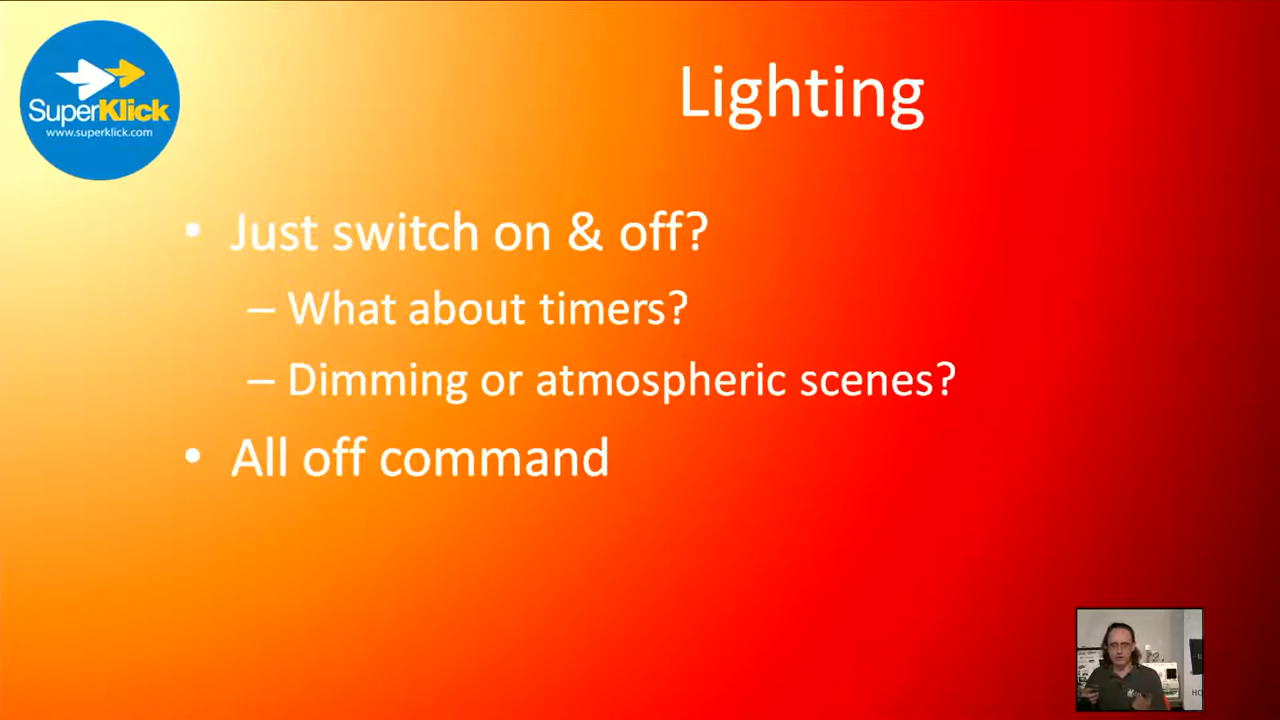 SuperKlick
www.superklick.com
Lighting
• Just switch on & off?
– What about timers?
– Dimming or atmospheric scenes?
• All off command
HO